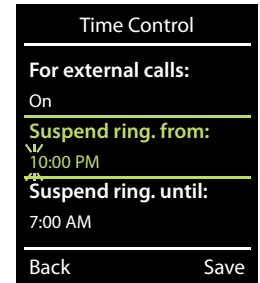 Time Control
For external calls:
On
Suspend ring. from:
10:00 PM
Suspend ring. until:
7:00 AM
Back Save